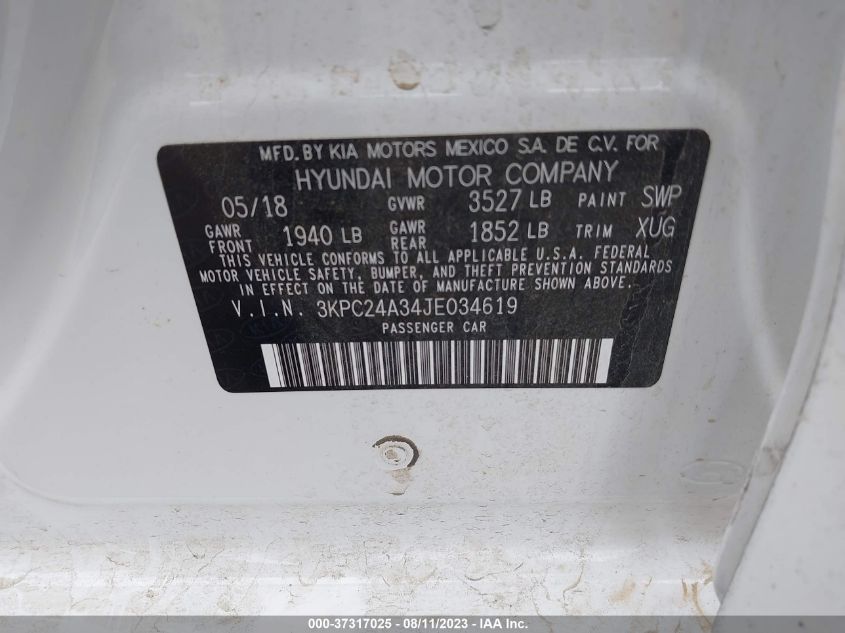 MFD. BY KIA MOTORS MEXICO S.A. DE C.V. FOR
HYUNDAI MOTOR COMPANY
05/18 GVWR 3527 LB PAINT SWP
GAWR FRONT 1940 LB GAWR REAR 1852 LB TRIM XUG
THIS VEHICLE CONFORMS TO ALL APPLICABLE U.S.A. FEDERAL
MOTOR VEHICLE SAFETY, BUMPER, AND THEFT PREVENTION STANDARDS
IN EFFECT ON THE DATE OF MANUFACTURE SHOWN ABOVE.
V.I.N. 3KPC24A34JE034619
PASSENGER CAR
000-37317025 - 08/11/2023 - IAA Inc.